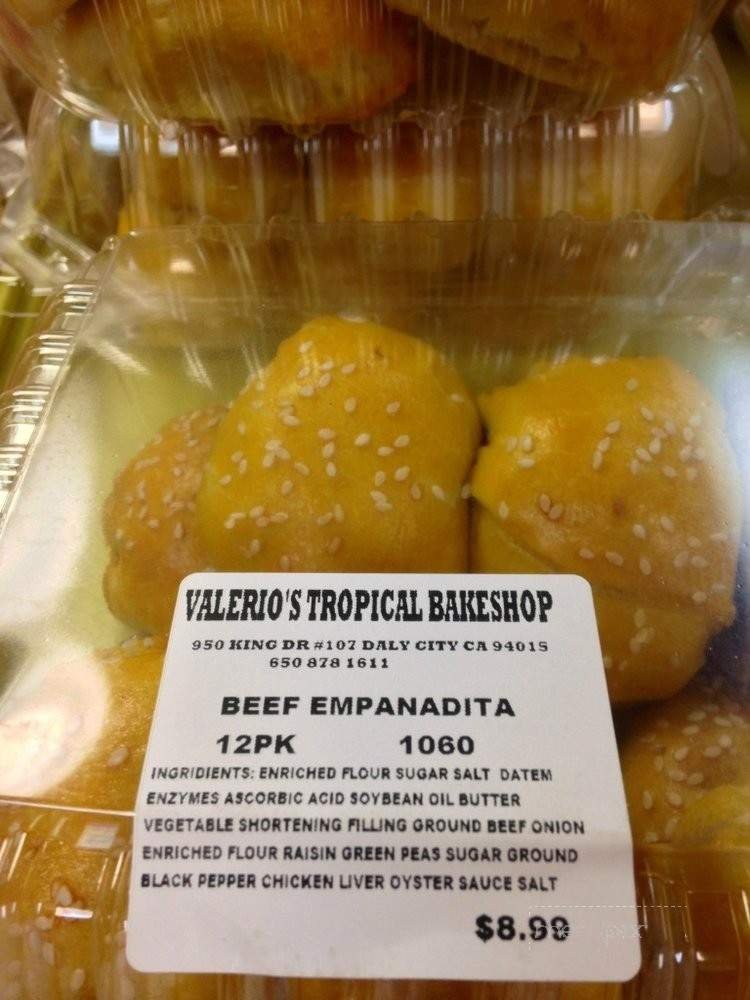 VALERIO'S TROPICAL BAKESHOP
950 KING DR #107 DALY CITY CA 94015
650 878 1611
BEEF EMPANADITA
12PK 1060
INGRIDIENTS: ENRICHED FLOUR SUGAR SALT DATEM
ENZYMES ASCORBIC ACID SOYBEAN OIL BUTTER
VEGETABLE SHORTENING FILLING GROUND BEEF ONION
ENRICHED FLOUR RAISIN GREEN PEAS SUGAR GROUND
BLACK PEPPER CHICKEN LIVER OYSTER SAUCE SALT
$8.99